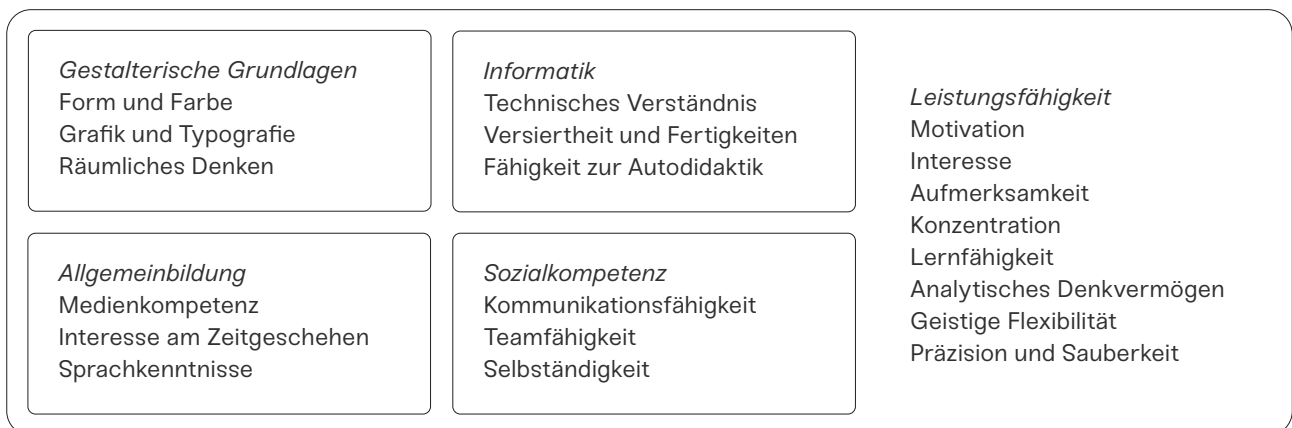 Gestalterische Grundlagen
Form und Farbe
Grafik und Typografie
Räumliches Denken
Informatik
Technisches Verständnis
Versiertheit und Fertigkeiten
Fähigkeit zur Autodidaktik
Allgemeinbildung
Medienkompetenz
Interesse am Zeitgeschehen
Sprachkenntnisse
Sozialkompetenz
Kommunikationsfähigkeit
Teamfähigkeit
Selbständigkeit
Leistungsfähigkeit
Motivation
Interesse
Aufmerksamkeit
Konzentration
Lernfähigkeit
Analytisches Denkvermögen
Geistige Flexibilität
Präzision und Sauberkeit